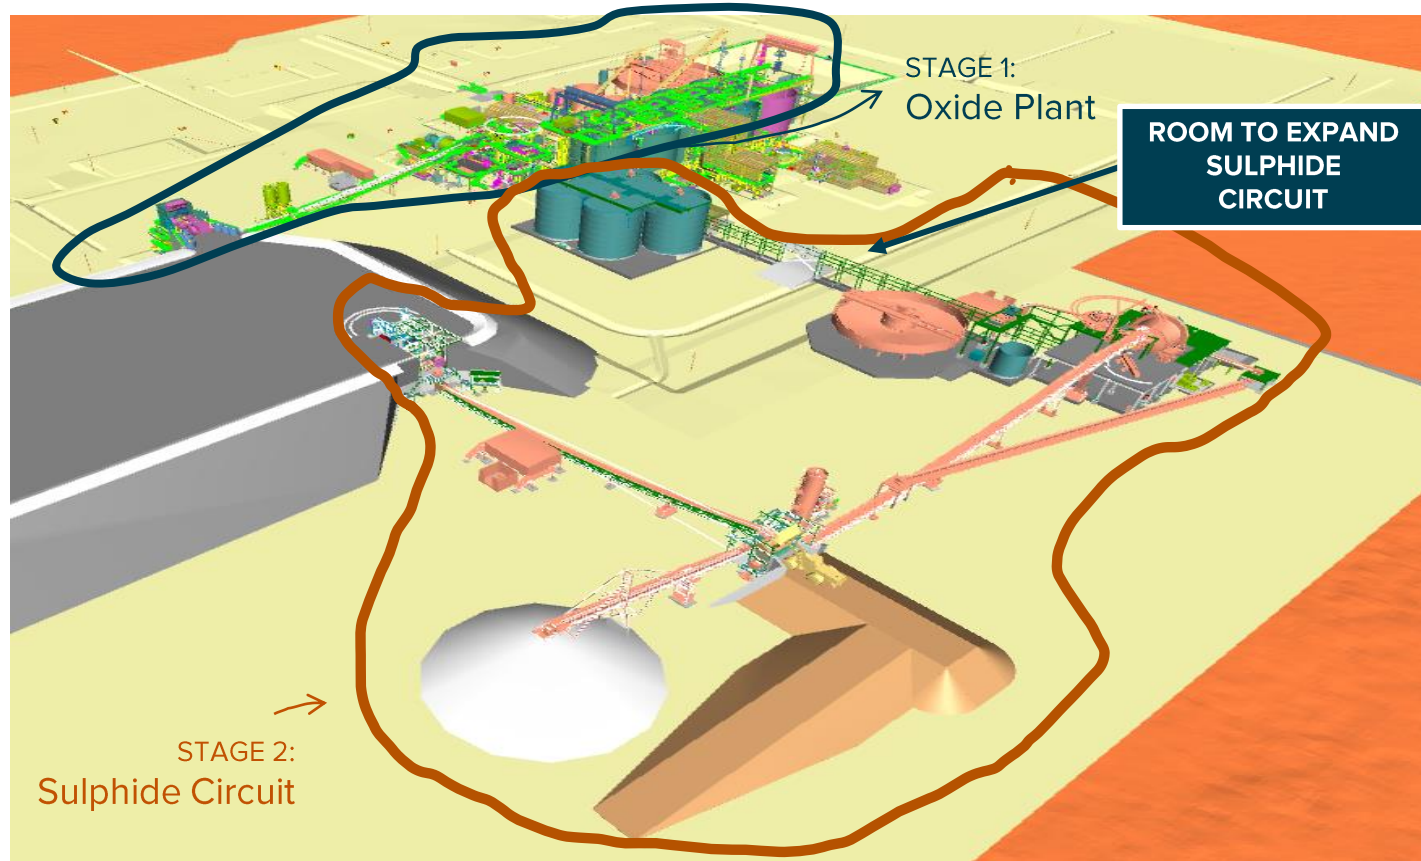 STAGE 1:
Oxide Plant
ROOM TO EXPAND
SULPHIDE
CIRCUIT
STAGE 2:
Sulphide Circuit